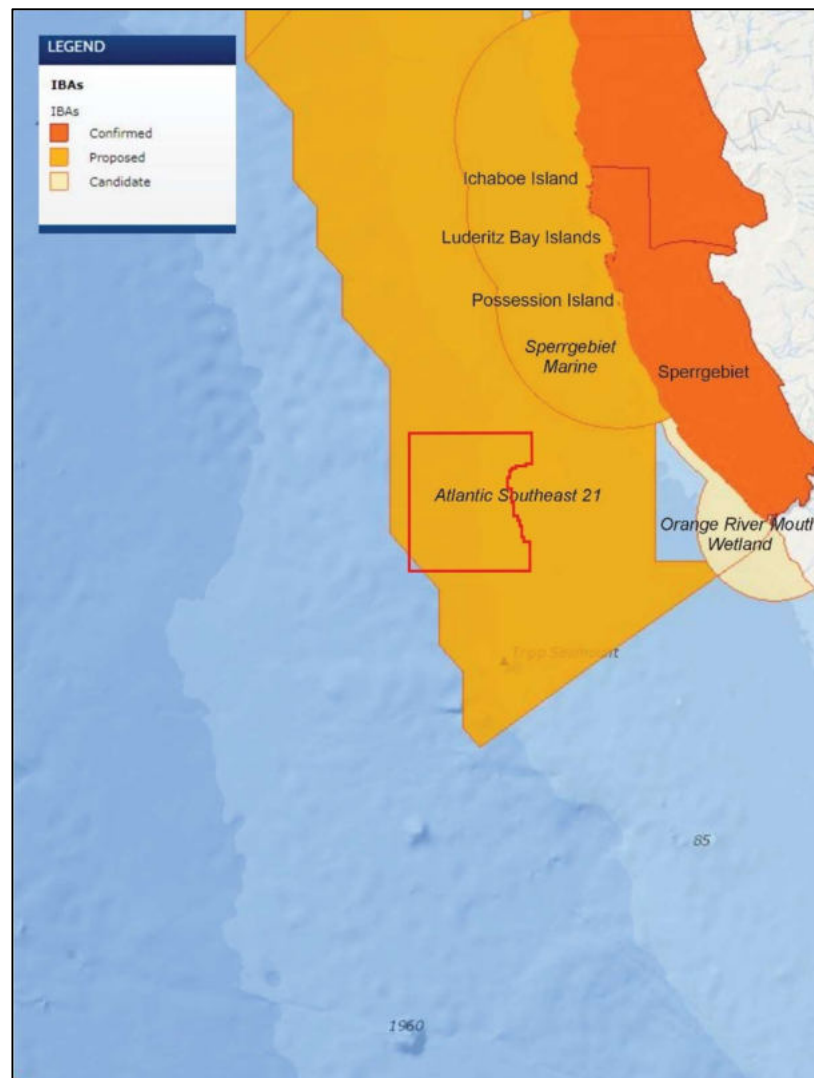 LEGEND
IBAs
IBAs
Confirmed
Proposed
Candidate
Ichaboe Island
Luderitz Bay Islands
Possession Island
Sperrgebiet
Marine
Sperrgebiet
Atlantic Southeast 21
Orange River Mouth
Wetland
Tripp Seamount
85
1960